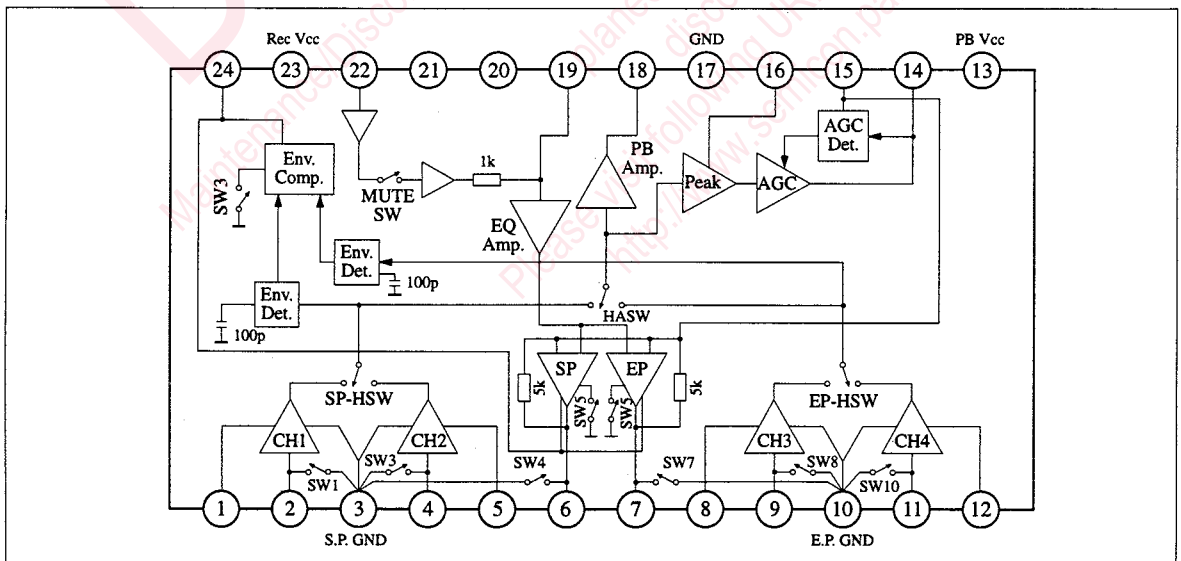 Rec Vcc GND PB Vcc
24 23 22 21 20 19 18 17 16 15 14 13
AGC
Det.
PB
Amp.
Env.
Comp.
1k
Peak
AGC
SW3
MUTE
SW
EQ
Amp.
Env.
Det.
100p
Env.
Det.
100p
HASW
SP EP
5k SW5 SW5 5k
SP-HSW EP-HSW
CH1 CH2 CH3 CH4
SW1 SW3 SW4 SW7 SW8 SW10
1 2 3 4 5 6 7 8 9 10 11 12
S.P. GND E.P. GND